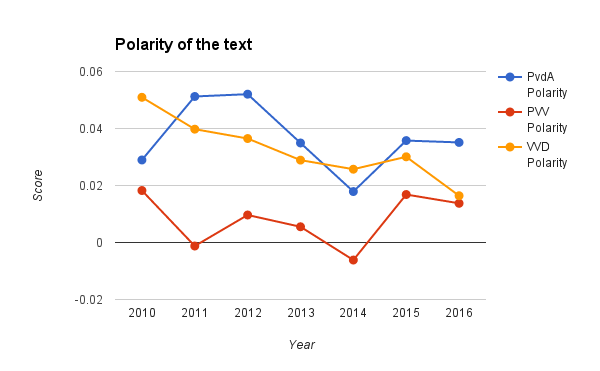 Polarity of the text
0.06
0.04
0.02
0
-0.02
Score
2010 2011 2012 2013 2014 2015 2016
Year
PvdA
Polarity
PVV
Polarity
VVD
Polarity